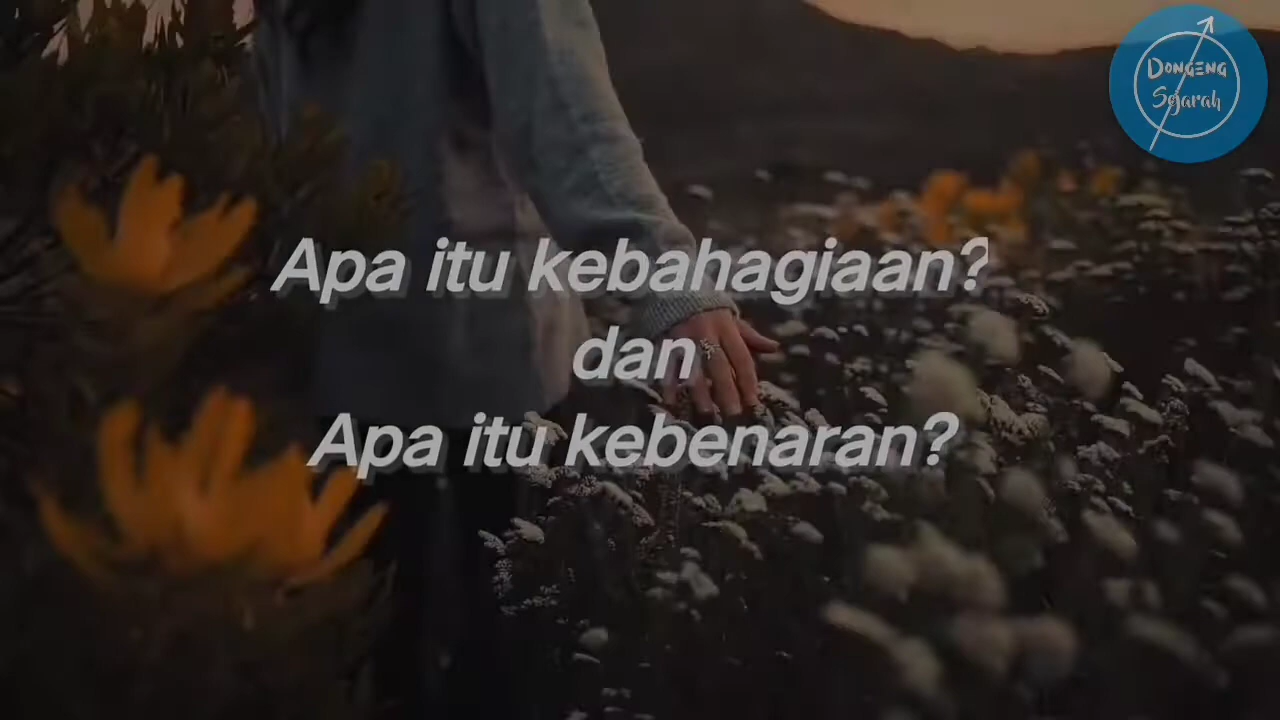 Dongeng
Sejarah
Apa itu kebahagiaan?
dan
Apa itu kebenaran?